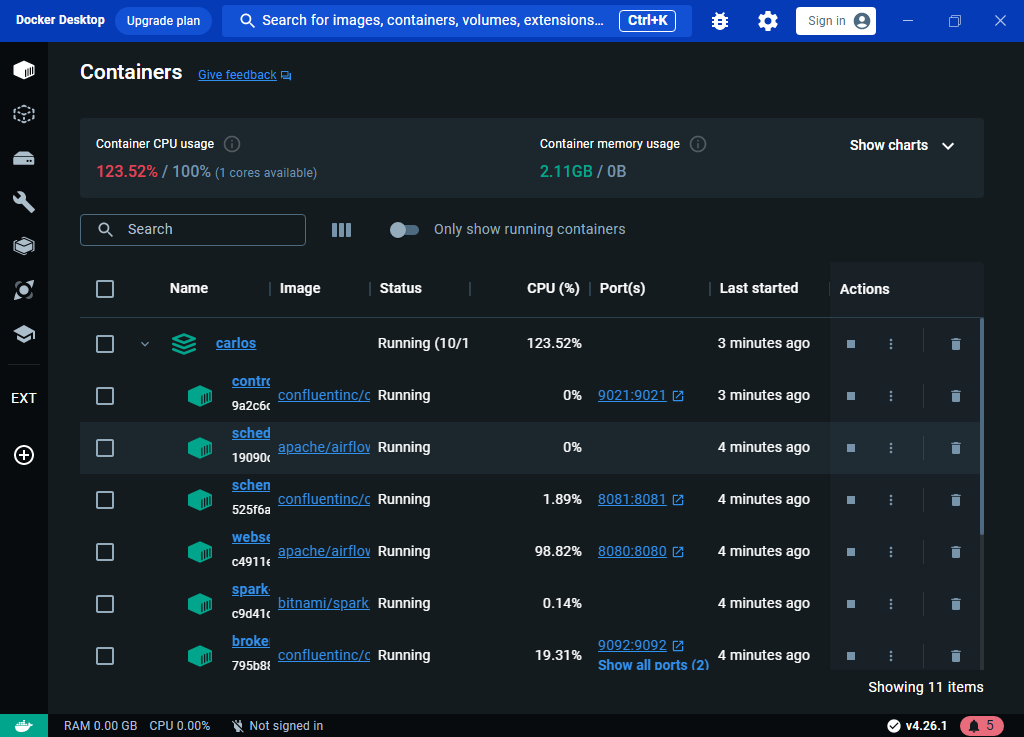 Docker Desktop Upgrade plan Search for images, containers, volumes, extensions… Ctrl+K Sign in
Containers Give feedback
Container CPU usage Container memory usage Show charts
123.52% / 100% (1 cores available) 2.11GB / 0B
Search Only show running containers
Name Image Status CPU (%) Port(s) Last started Actions
carlos Running (10/1 123.52% 3 minutes ago
contro
confluentinc/c Running 0% 9021:9021 3 minutes ago
9a2c6c
sched
apache/airflow Running 0% 4 minutes ago
19090c
schem
confluentinc/c Running 1.89% 8081:8081 4 minutes ago
525f6a
webse
apache/airflow Running 98.82% 8080:8080 4 minutes ago
c4911e
spark-
bitnami/spark Running 0.14% 4 minutes ago
c9d41c
broke
9092:9092
confluentinc/c Running 19.31% 4 minutes ago
795b88 Show all ports (2)
EXT
Showing 11 items
RAM 0.00 GB CPU 0.00% Not signed in v4.26.1 5